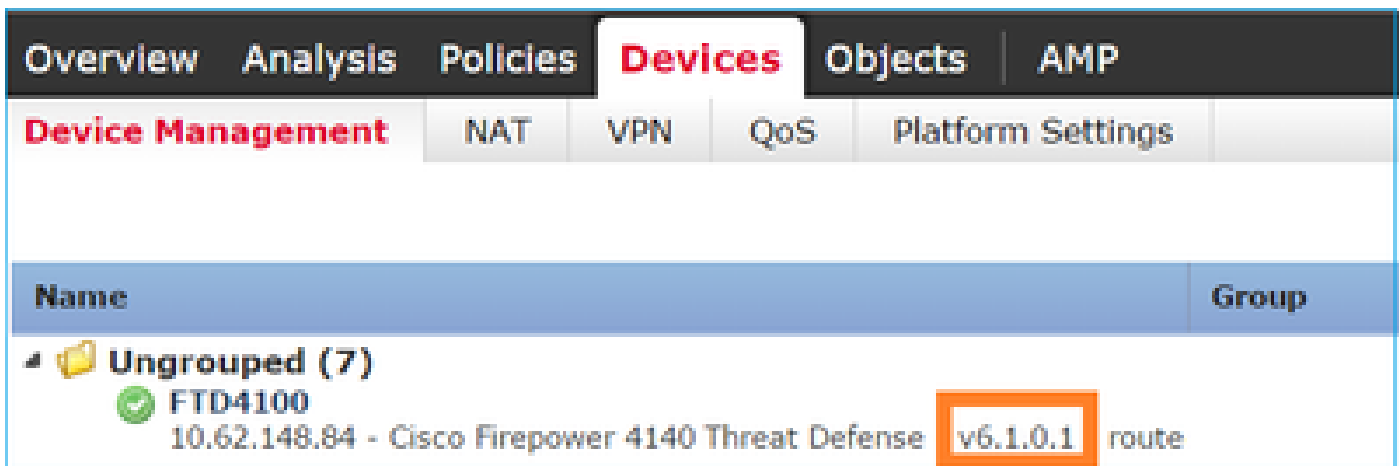 Overview Analysis Policies Devices Objects AMP
Device Management NAT VPN QoS Platform Settings
Name Group
Ungrouped (7)
FTD4100
10.62.148.84 - Cisco Firepower 4140 Threat Defense v6.1.0.1 route